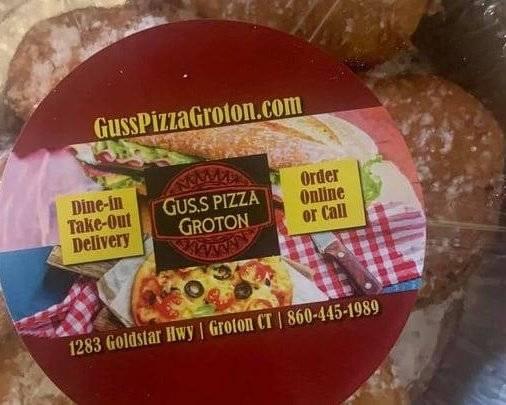 GussPizzaGroton.com
Dine-in
Take-Out
Delivery
GUS.S PIZZA
GROTON
Order
Online
or Call
1283 Goldstar Hwy | Groton CT | 860-445-1989